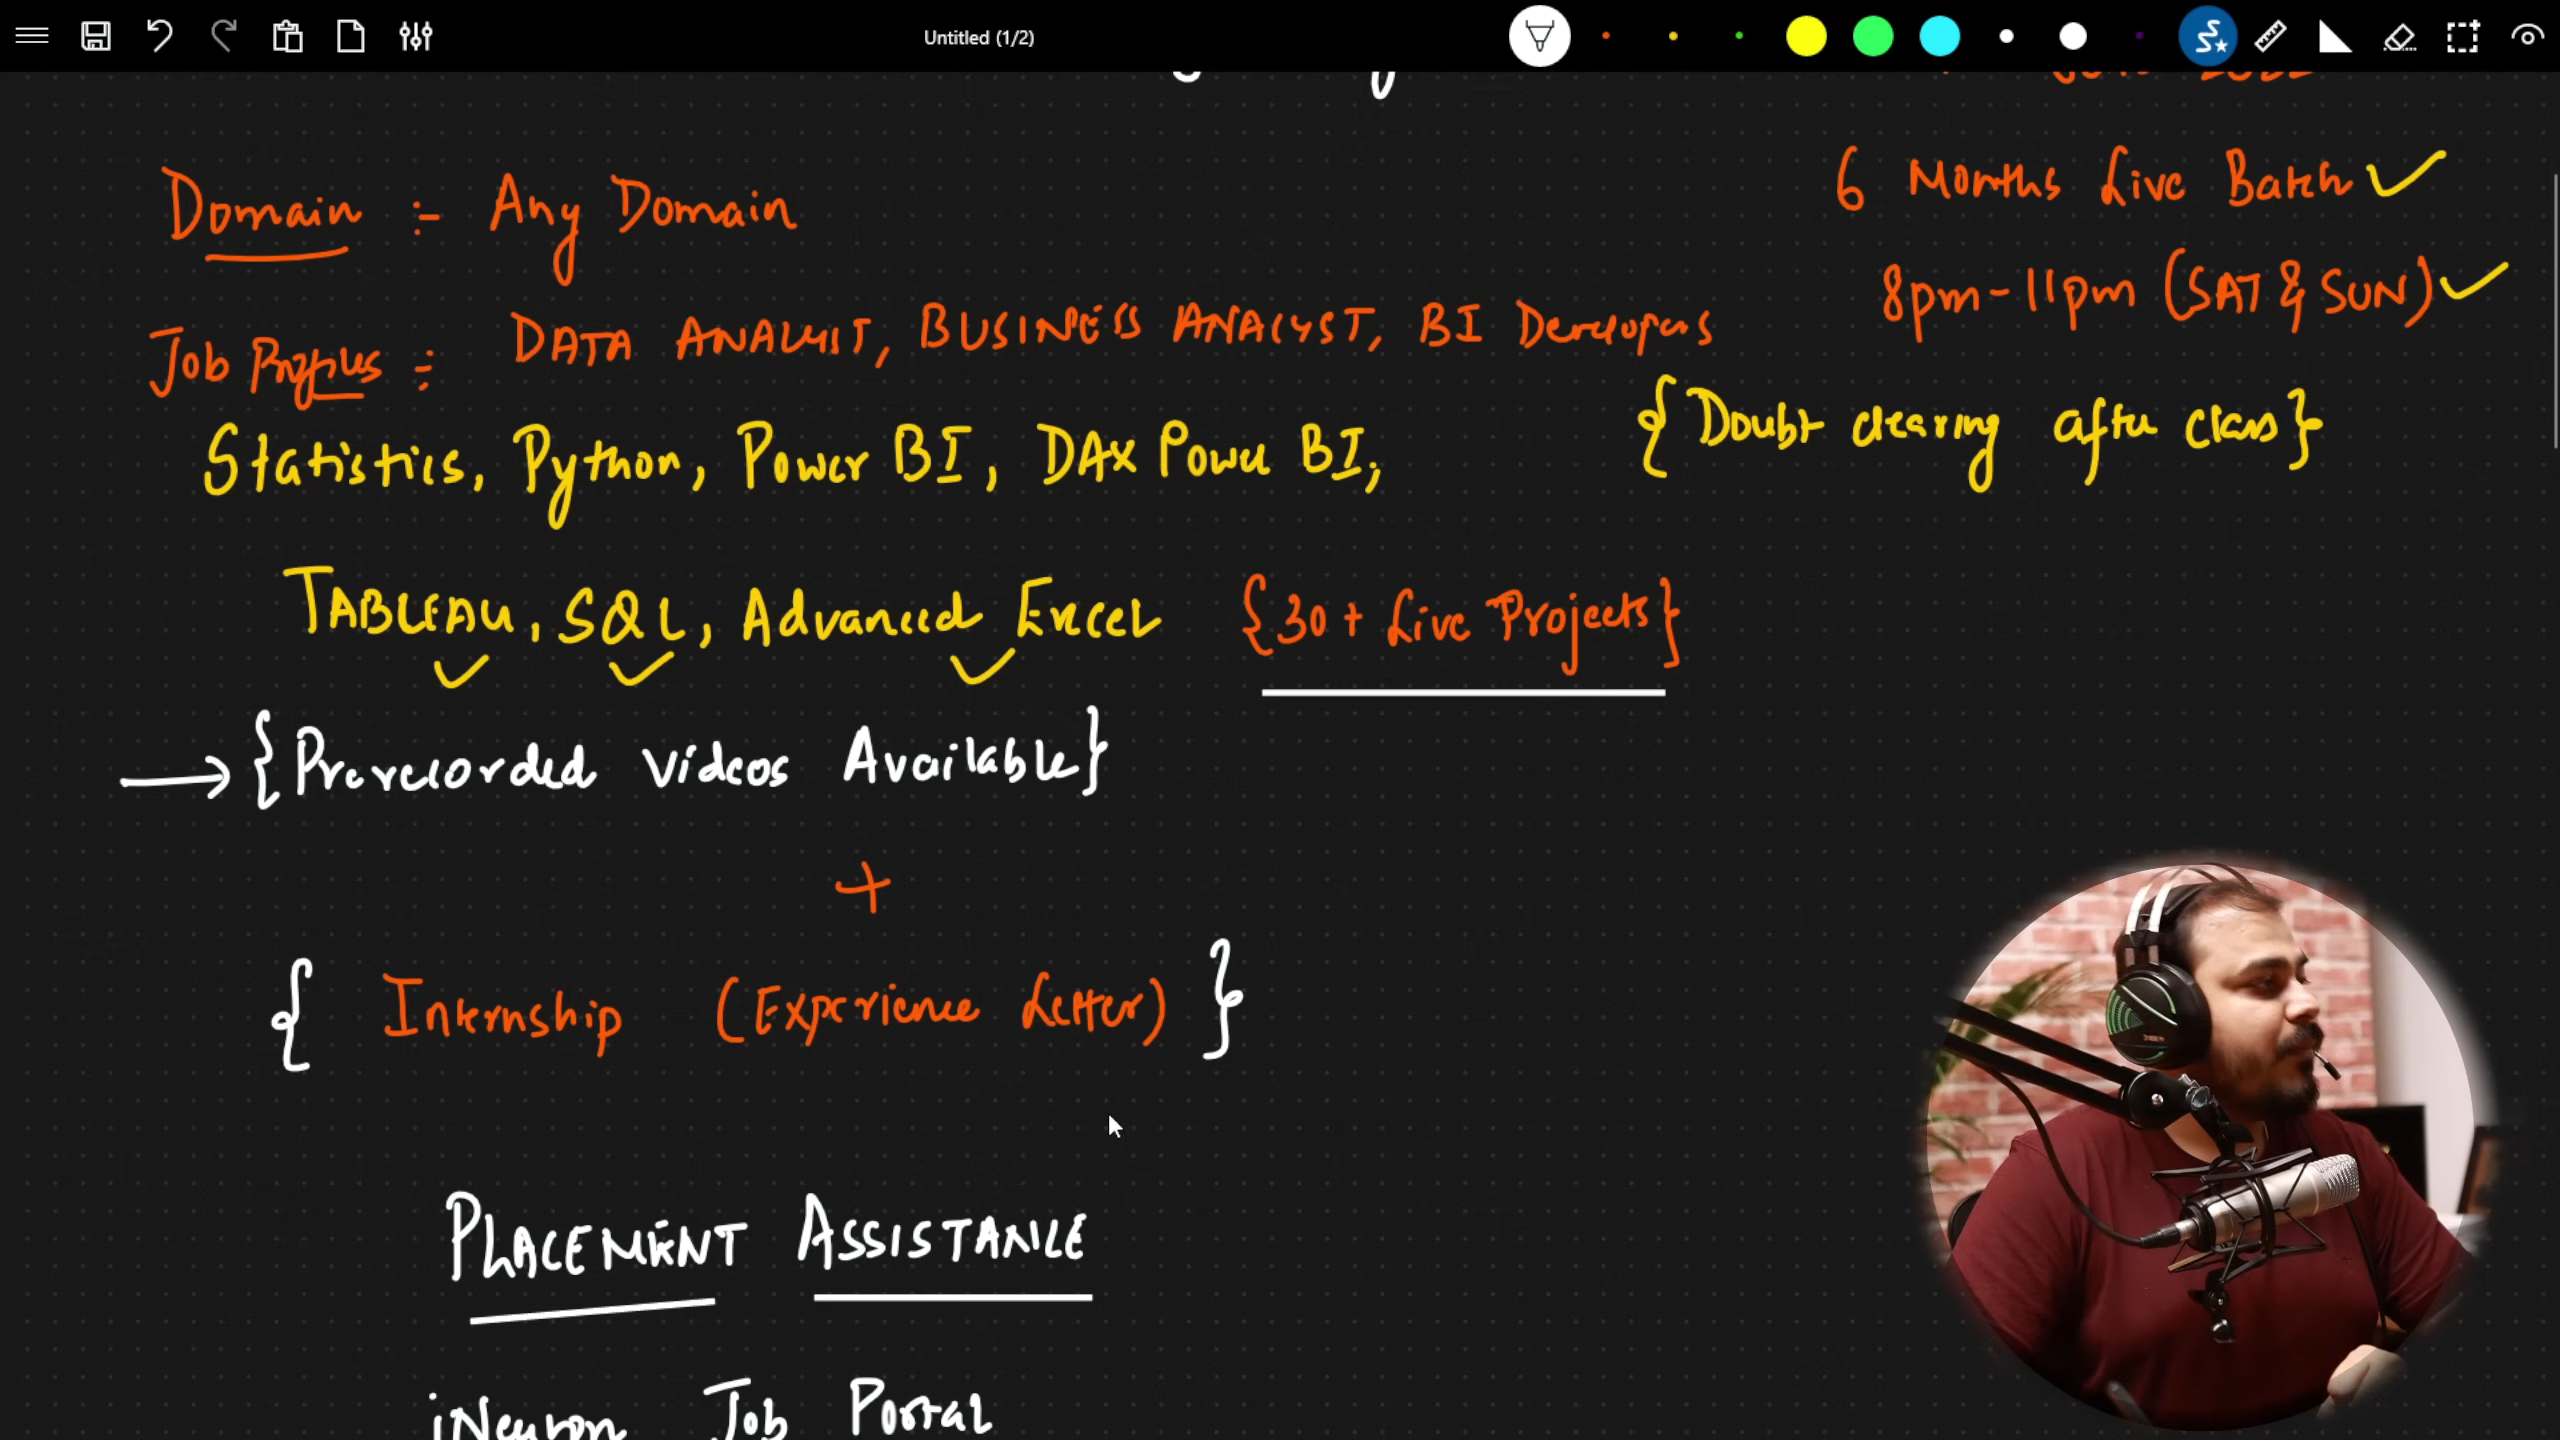 Untitled (1/2)
6 Months Live Batch
Domain :- Any Domain
8pm-11pm (SAT & SUN)
Job Profiles :- DATA ANALYST, BUSINESS ANALYST, BI Developers
{Doubt clearing after class}
Statistics, Python, Power BI, DAX Power BI,
TABLEAU, SQL, Advanced Excel {30+ Live Projects}
{Prerecorded Videos Available}
+
{ Internship (Experience Letter) }
PLACEMENT ASSISTANCE
iNeuron Job Portal